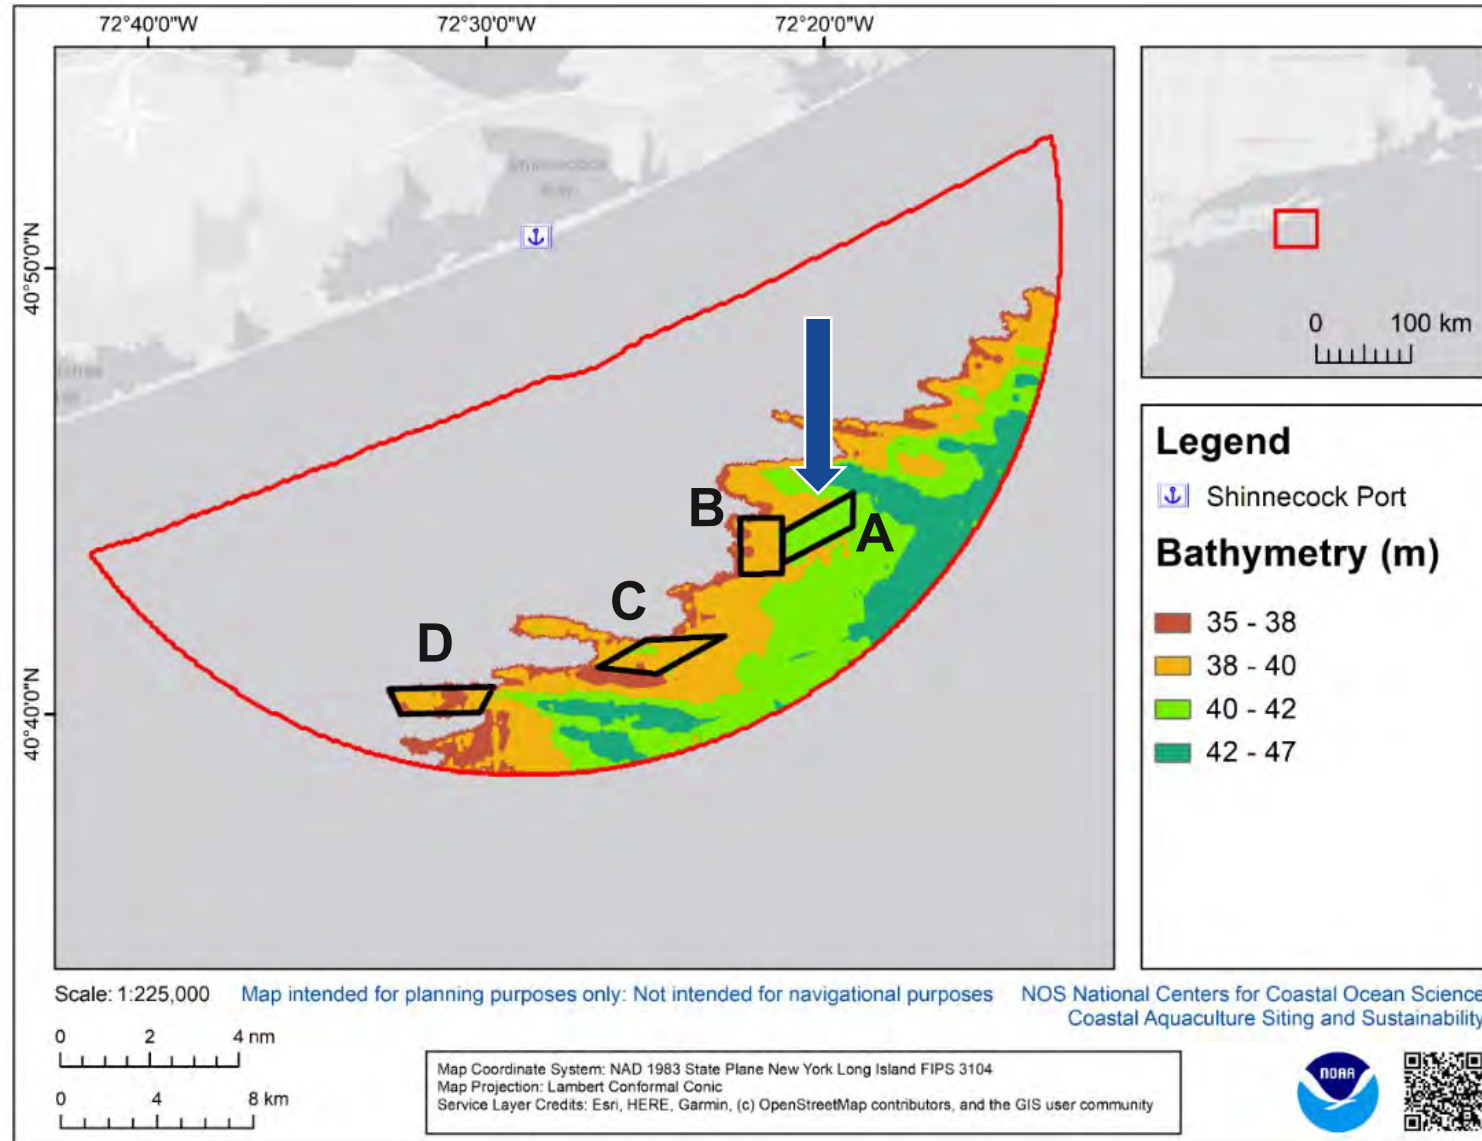 72°40'0"W
72°30'0"W
72°20'0"W
40°50'0"N
40°40'0"N
Shinnecock
Bay
B
A
C
D
0 100 km
Legend
Shinnecock Port
Bathymetry (m)
35 - 38
38 - 40
40 - 42
42 - 47
Scale: 1:225,000
Map intended for planning purposes only: Not intended for navigational purposes
NOS National Centers for Coastal Ocean Science
Coastal Aquaculture Siting and Sustainability
0 2 4 nm
0 4 8 km
Map Coordinate System: NAD 1983 State Plane New York Long Island FIPS 3104
Map Projection: Lambert Conformal Conic
Service Layer Credits: Esri, HERE, Garmin, (c) OpenStreetMap contributors, and the GIS user community
NOAA